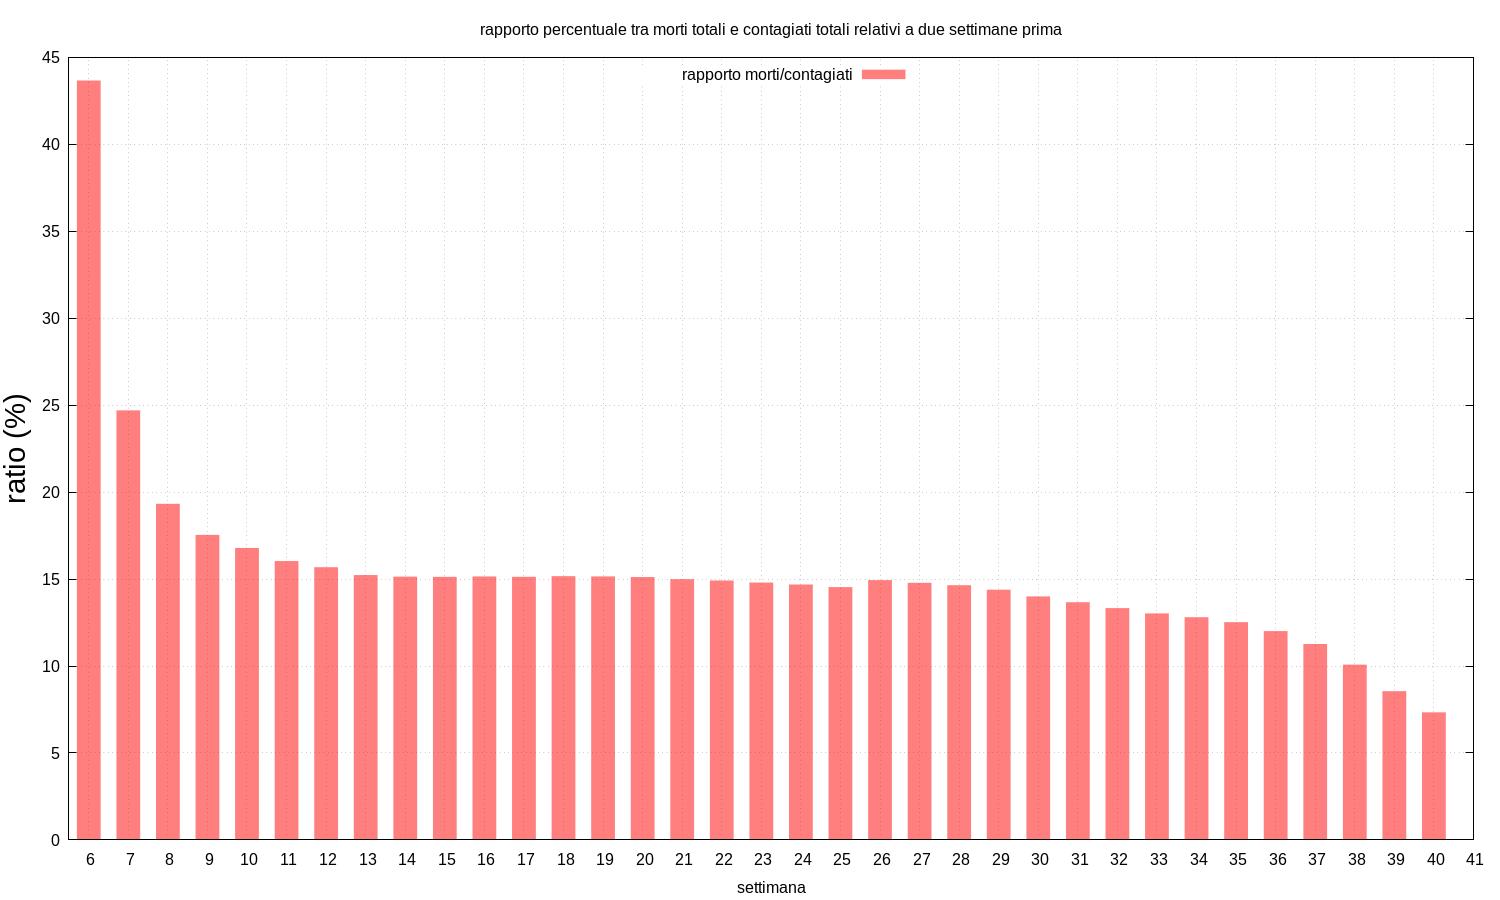 rapporto percentuale tra morti totali e contagiati totali relativi a due settimane prima
rapporto morti/contagiati
45
40
35
30
25
20
15
10
5
0
ratio (%)
6 7 8 9 10 11 12 13 14 15 16 17 18 19 20 21 22 23 24 25 26 27 28 29 30 31 32 33 34 35 36 37 38 39 40 41
settimana